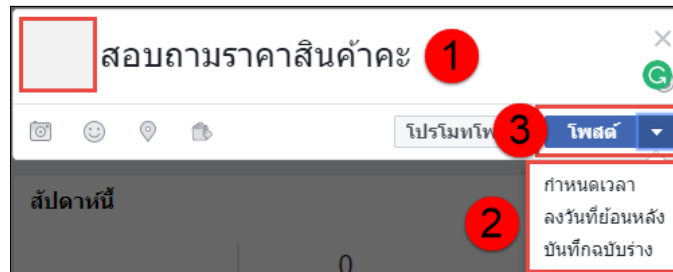 สอบถามราคาสินค้าคะ 1
โปรโมทโพ 3 โพสต์
กำหนดเวลา
สัปดาห์นี้
2 ลงวันที่ย้อนหลัง
บันทึกฉบับร่าง
0